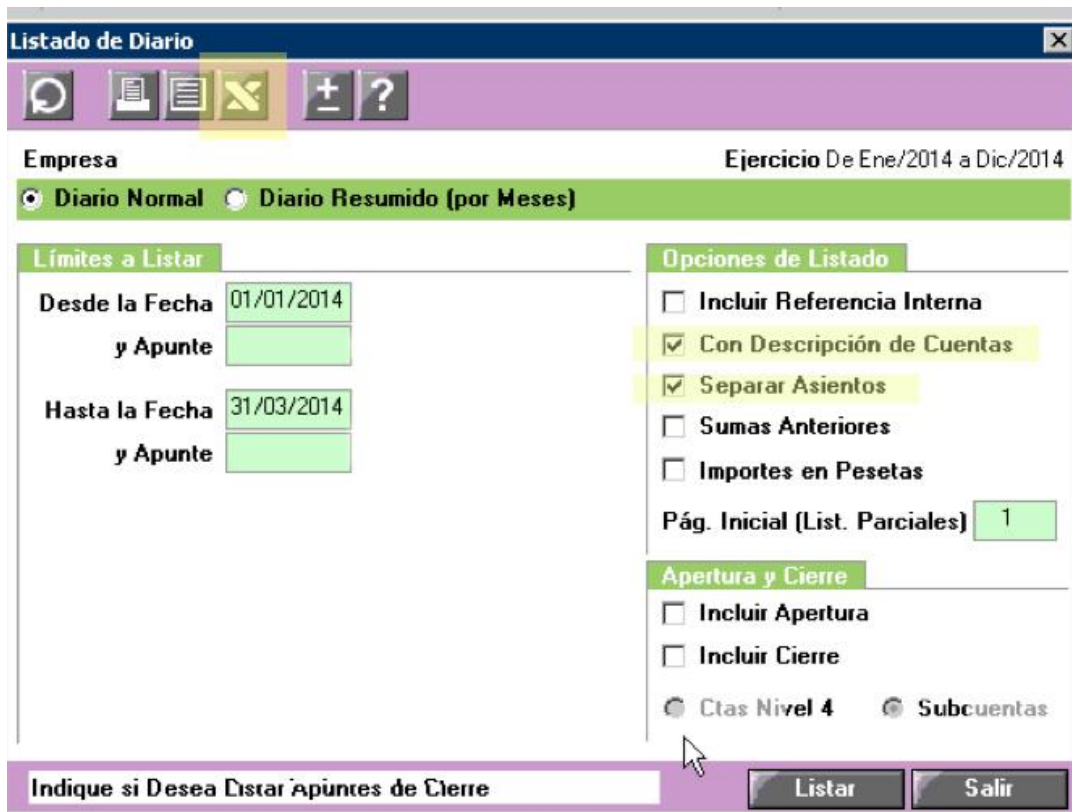 Listado de Diario
Empresa Ejercicio De Ene/2014 a Dic/2014
Diario Normal Diario Resumido (por Meses)
Límites a Listar
Desde la Fecha 01/01/2014
y Apunte
Hasta la Fecha 31/03/2014
y Apunte
Opciones de Listado
Incluir Referencia Interna
Con Descripción de Cuentas
Separar Asientos
Sumas Anteriores
Importes en Pesetas
Pág. Inicial (List. Parciales) 1
Apertura y Cierre
Incluir Apertura
Incluir Cierre
Ctas Nivel 4 Subcuentas
Indique si Desea Listar Apuntes de Cierre
Listar Salir